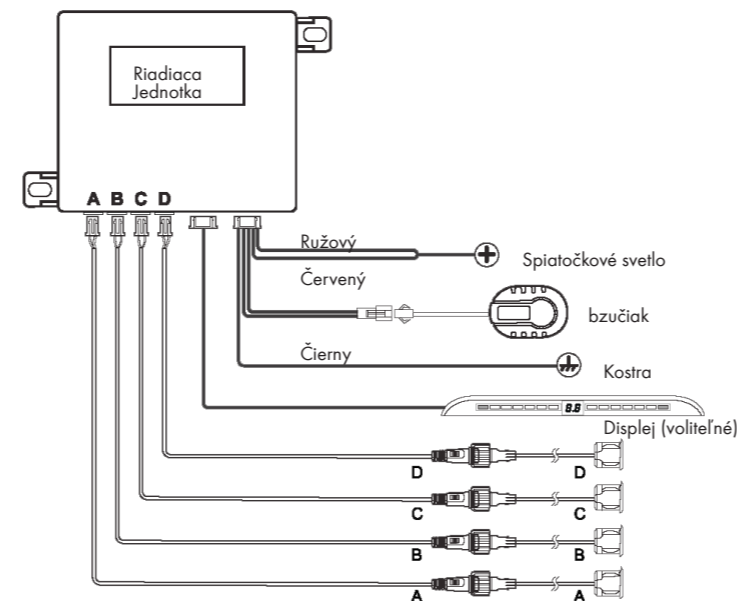 Riadiaca
Jednotka
A B C D
Ružový
Spiatočkové svetlo
Červený
bzučiak
Čierny
Kostra
8.8
Displej (voliteľné)
D D
C C
B B
A A